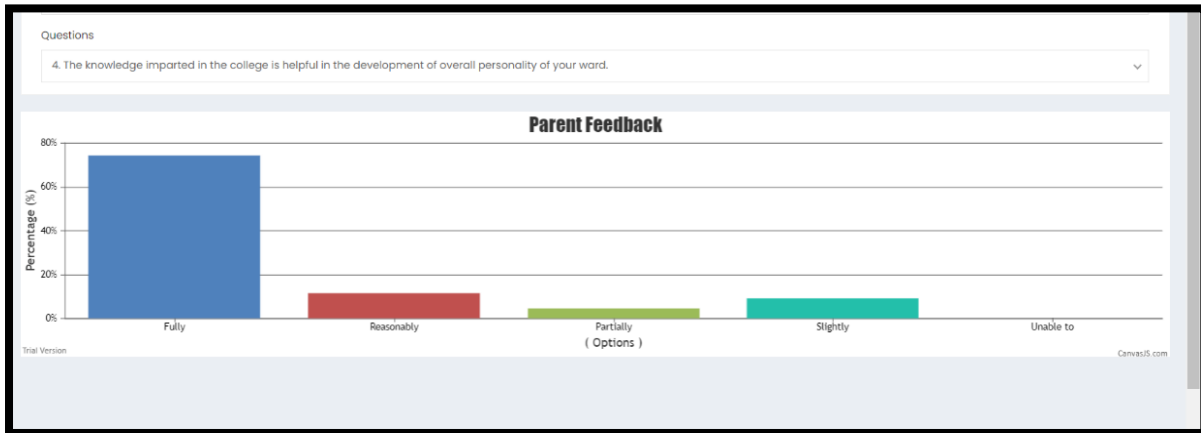 Questions
4. The knowledge imparted in the college is helpful in the development of overall personality of your ward.
Parent Feedback
80%
60%
40%
20%
0%
Percentage (%)
Fully Reasonably Partially Slightly Unable to
( Options )
Trial Version
CanvasJS.com